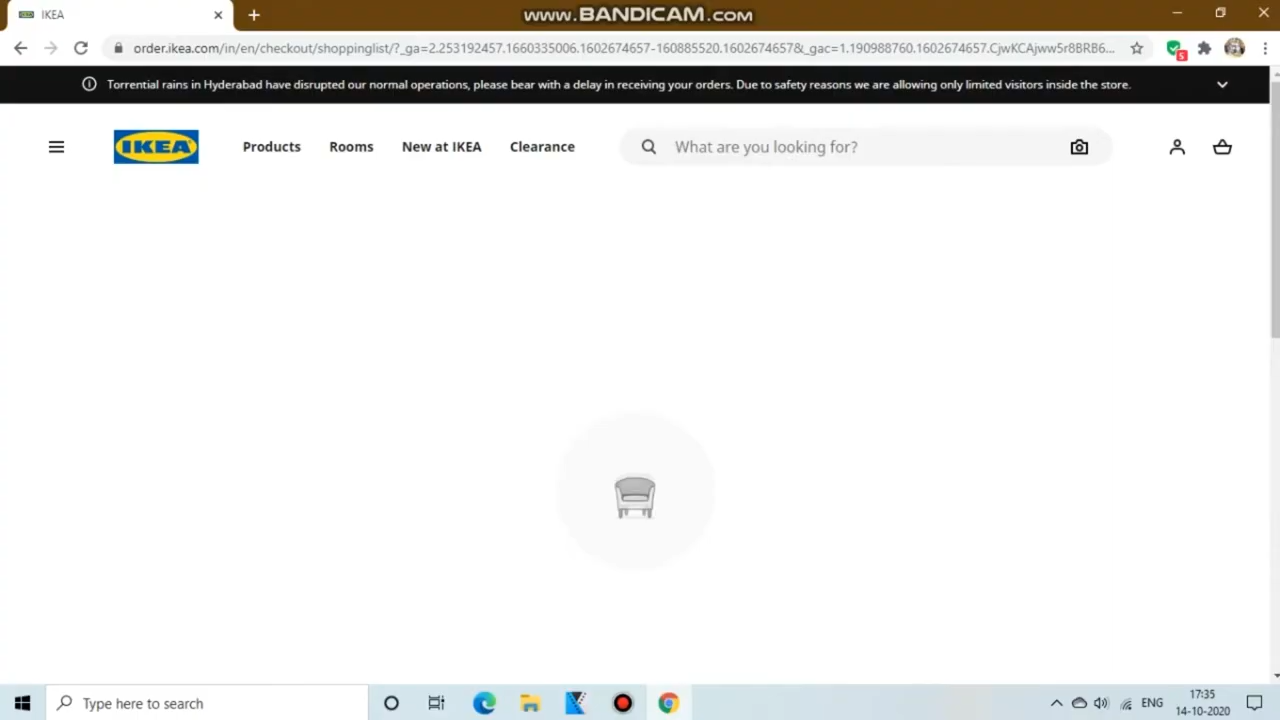 IKEA
www.BANDICAM.com
order.ikea.com/in/en/checkout/shoppinglist/?_ga=2.253192457.1660335006.1602674657-160885520.1602674657&_gac=1.190988760.1602674657.CjwKCAjww5r8BRB6...
5
Torrential rains in Hyderabad have disrupted our normal operations, please bear with a delay in receiving your orders. Due to safety reasons we are allowing only limited visitors inside the store.
IKEA Products Rooms New at IKEA Clearance What are you looking for?
Type here to search
ENG
17:35
14-10-2020